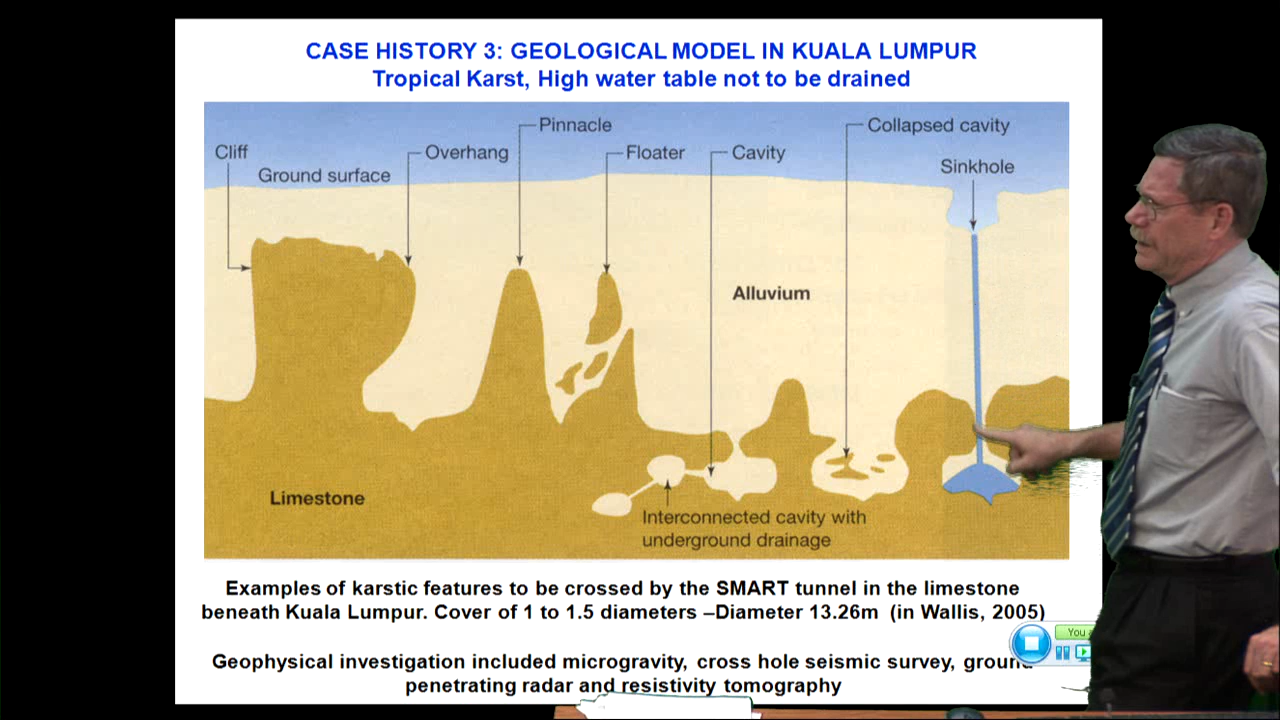 CASE HISTORY 3: GEOLOGICAL MODEL IN KUALA LUMPUR
Tropical Karst, High water table not to be drained
Pinnacle
Collapsed cavity
Cliff
Overhang
Floater
Cavity
Sinkhole
Ground surface
Alluvium
Limestone
Interconnected cavity with
underground drainage
Examples of karstic features to be crossed by the SMART tunnel in the limestone
beneath Kuala Lumpur. Cover of 1 to 1.5 diameters –Diameter 13.26m (in Wallis, 2005)
You
Geophysical investigation included microgravity, cross hole seismic survey, ground
penetrating radar and resistivity tomography